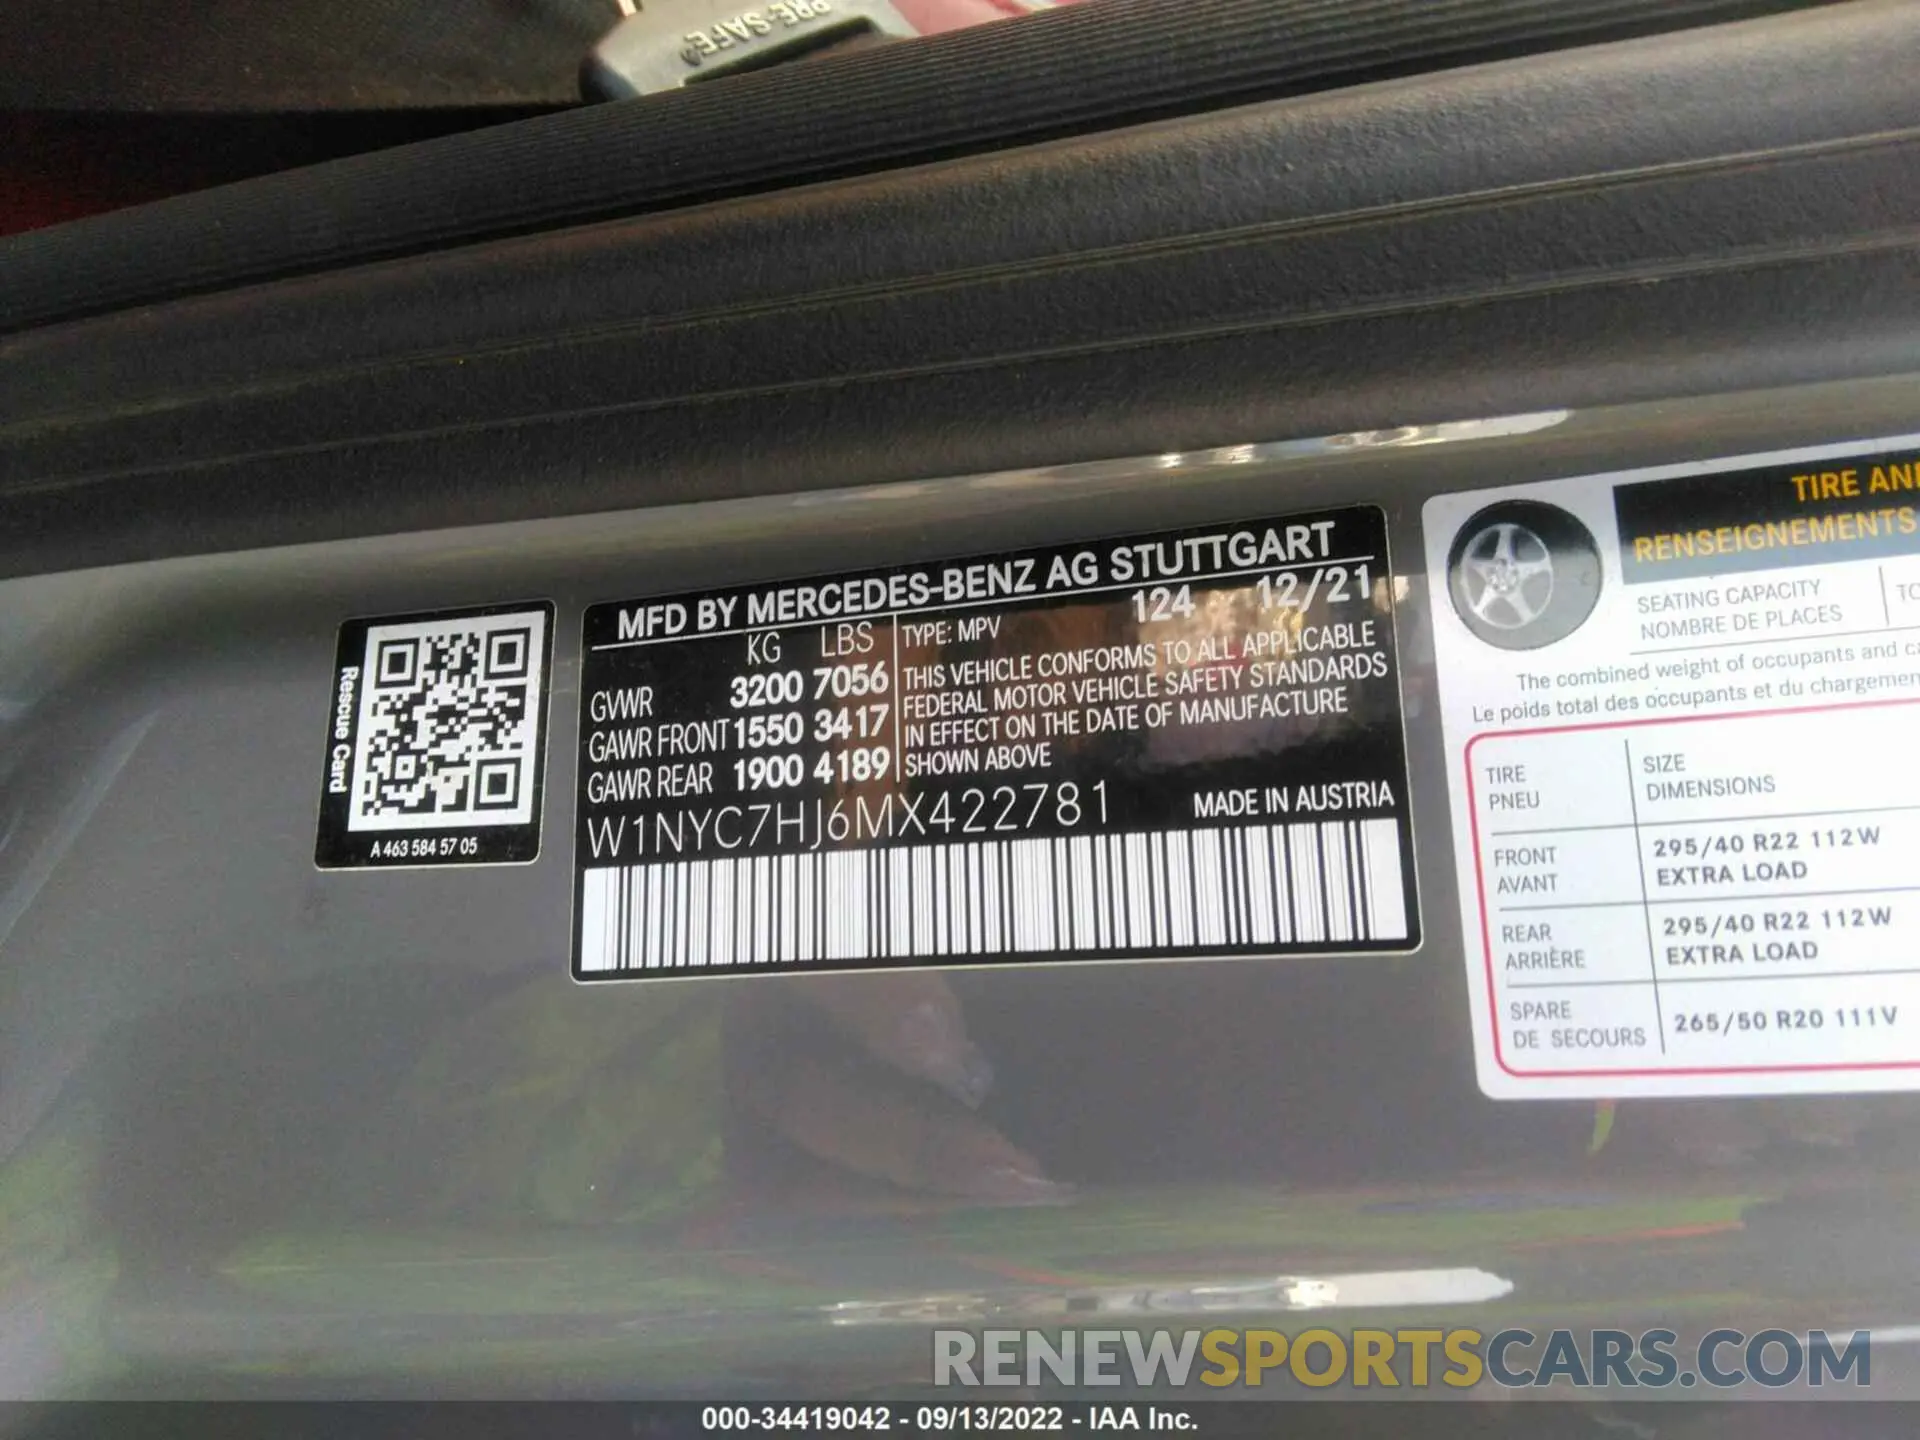 PRE-SAFE®
MFD BY MERCEDES-BENZ AG STUTTGART
124 12/21
KG LBS
TYPE: MPV
GVWR 3200 7056
GAWR FRONT 1550 3417
GAWR REAR 1900 4189
THIS VEHICLE CONFORMS TO ALL APPLICABLE
FEDERAL MOTOR VEHICLE SAFETY STANDARDS
IN EFFECT ON THE DATE OF MANUFACTURE
SHOWN ABOVE
W1NYC7HJ6MX422781
MADE IN AUSTRIA
Rescue Card
A 463 584 57 05
TIRE AND
RENSEIGNEMENTS
SEATING CAPACITY
NOMBRE DE PLACES
The combined weight of occupants and
Le poids total des occupants et du
TIRE
PNEU
SIZE
DIMENSIONS
FRONT
AVANT
295/40 R22 112W
EXTRA LOAD
REAR
ARRIÈRE
295/40 R22 112W
EXTRA LOAD
SPARE
DE SECOURS
265/50 R20 111V
RENEWSPORTSCARS.COM
000-34419042 - 09/13/2022 - IAA Inc.